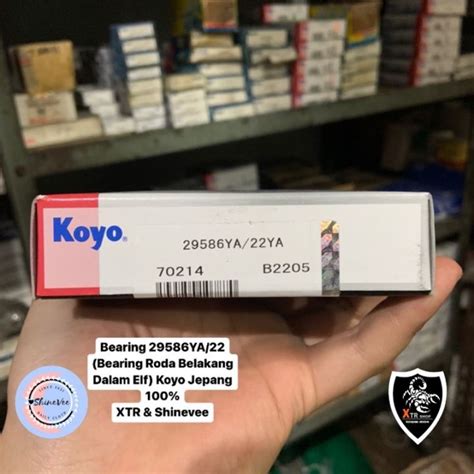 Koyo®
29586YA/22YA
70214 B2205
Bearing 29586YA/22
(Bearing Roda Belakang
Dalam Elf) Koyo Jepang
100%
XTR & Shinevee
ShineVee
XTR SHOP